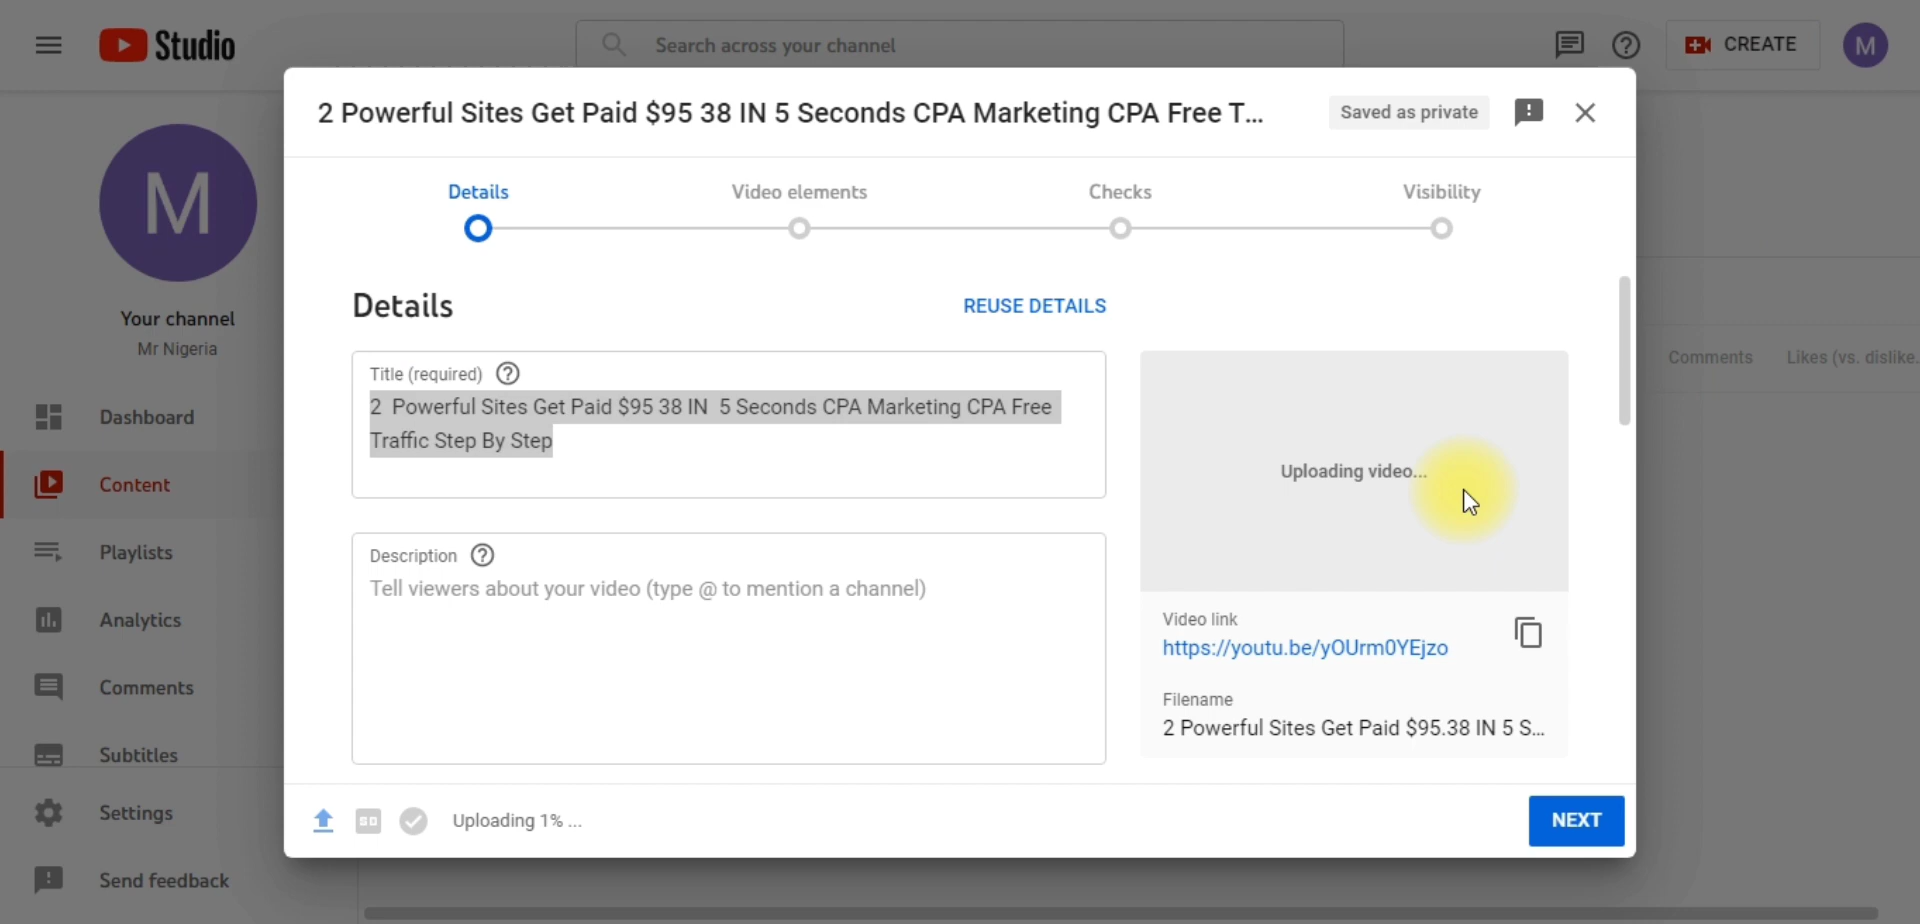 Studio
Search across your channel
CREATE
M
2 Powerful Sites Get Paid $95 38 IN 5 Seconds CPA Marketing CPA Free T...
Saved as private
Details
Video elements
Checks
Visibility
M
Your channel
Mr Nigeria
Dashboard
Content
Playlists
Analytics
Comments
Subtitles
Settings
Send feedback
Details
REUSE DETAILS
Title (required)
2 Powerful Sites Get Paid $95 38 IN 5 Seconds CPA Marketing CPA Free
Traffic Step By Step
Description
Tell viewers about your video (type @ to mention a channel)
Uploading video...
Video link
https://youtu.be/yOUrm0YEjzo
Filename
2 Powerful Sites Get Paid $95.38 IN 5 S...
Comments
Likes (vs. dislike.
SD
Uploading 1% ...
NEXT